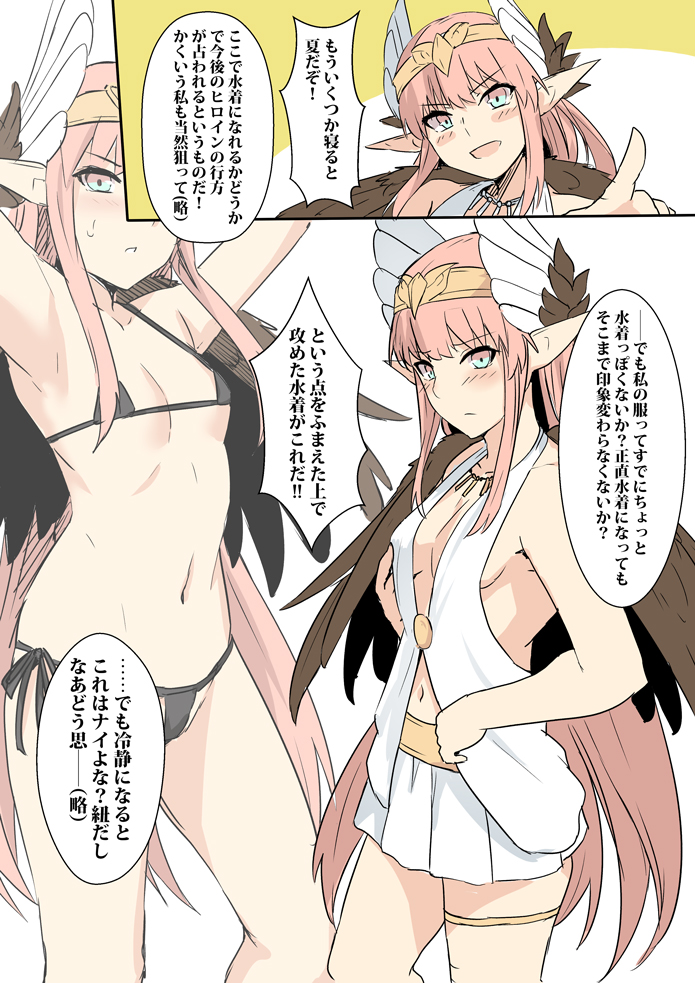 もういくつか寝ると
夏だぞ！
ここで水着になれるかどうか
で今後のヒロインの行方
が占われるというものだ！
かくいう私も当然狙って(略)
――でも私の服ってすでにちょっと
水着っぽくないか？正直水着になっても
そこまで印象変わらなくないか？
という点をふまえた上で
攻めた水着がこれだ!!
……でも冷静になると
これはナイよな？紐だし
なあどう思――(略)